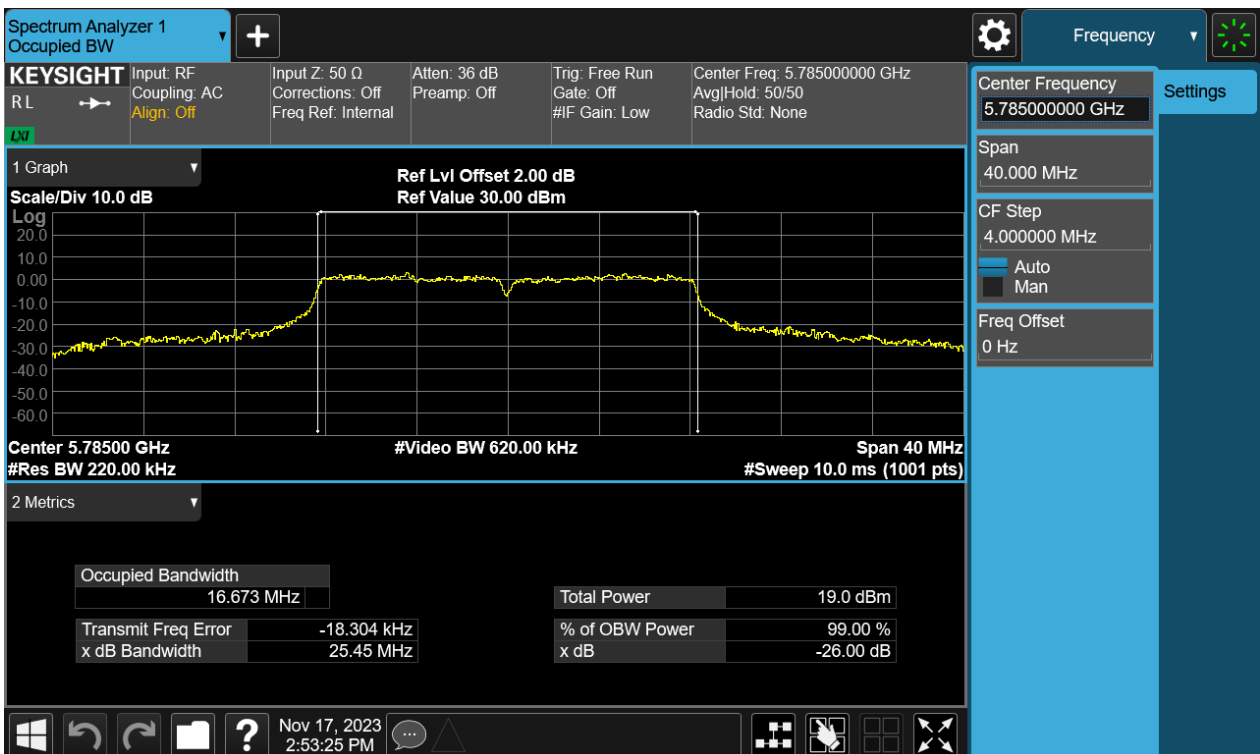 Spectrum Analyzer 1
Occupied BW
Frequency
KEYSIGHT
RL
LXI
Input: RF
Coupling: AC
Align: Off
Input Z: 50 Ω
Corrections: Off
Freq Ref: Internal
Atten: 36 dB
Preamp: Off
Trig: Free Run
Gate: Off
#IF Gain: Low
Center Freq: 5.785000000 GHz
Avg|Hold: 50/50
Radio Std: None
Center Frequency
5.785000000 GHz
Settings
Span
40.000 MHz
CF Step
4.000000 MHz
Auto
Man
Freq Offset
0 Hz
1 Graph
Ref Lvl Offset 2.00 dB
Scale/Div 10.0 dB
Ref Value 30.00 dBm
Log
20.0
10.0
0.00
-10.0
-20.0
-30.0
-40.0
-50.0
-60.0
Center 5.78500 GHz
#Video BW 620.00 kHz
Span 40 MHz
#Res BW 220.00 kHz
#Sweep 10.0 ms (1001 pts)
2 Metrics
Occupied Bandwidth
16.673 MHz
Total Power 19.0 dBm
Transmit Freq Error -18.304 kHz
% of OBW Power 99.00 %
x dB Bandwidth 25.45 MHz
x dB -26.00 dB
?
Nov 17, 2023
2:53:25 PM